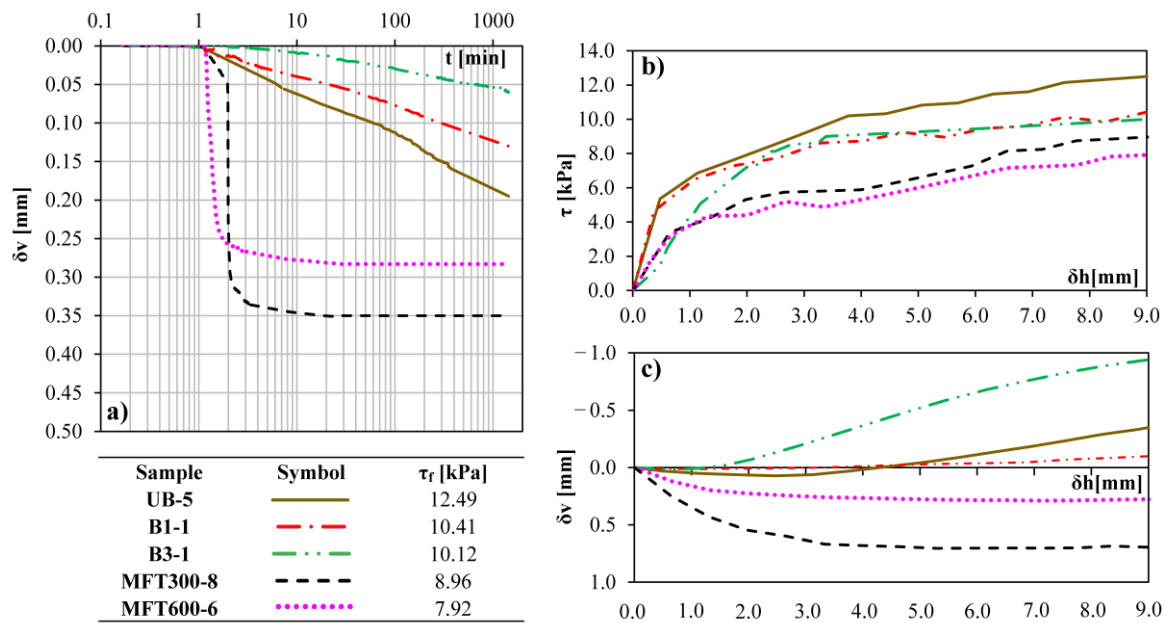 0.1 1 10 100 1000
t [min]
0.00
0.05
0.10
0.15
0.20
0.25
0.30
0.35
0.40
0.45
0.50
δv [mm]
a)
Sample Symbol τf [kPa]
UB-5 12.49
B1-1 10.41
B3-1 10.12
MFT300-8 8.96
MFT600-6 7.92
b)
14.0
12.0
10.0
8.0
6.0
4.0
2.0
0.0
τ [kPa]
δh[mm]
0.0 1.0 2.0 3.0 4.0 5.0 6.0 7.0 8.0 9.0
c)
−1.0
−0.5
0.0
0.5
1.0
δv [mm]
δh[mm]
0.0 1.0 2.0 3.0 4.0 5.0 6.0 7.0 8.0 9.0